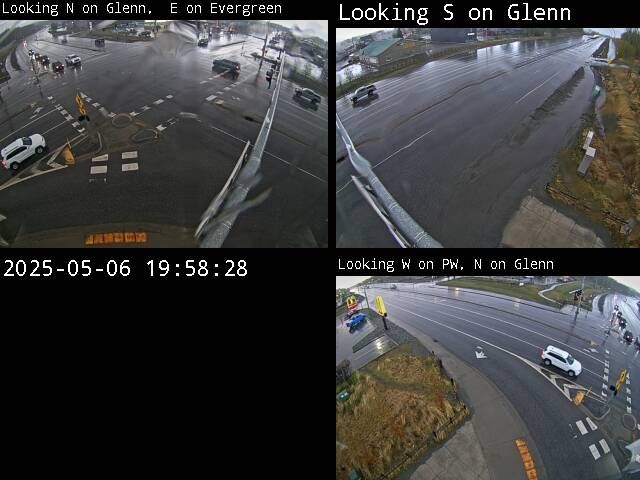 Looking N on Glenn,  E on Evergreen
Looking S on Glenn
2025-05-06 19:58:28
Looking W on PW, N on Glenn